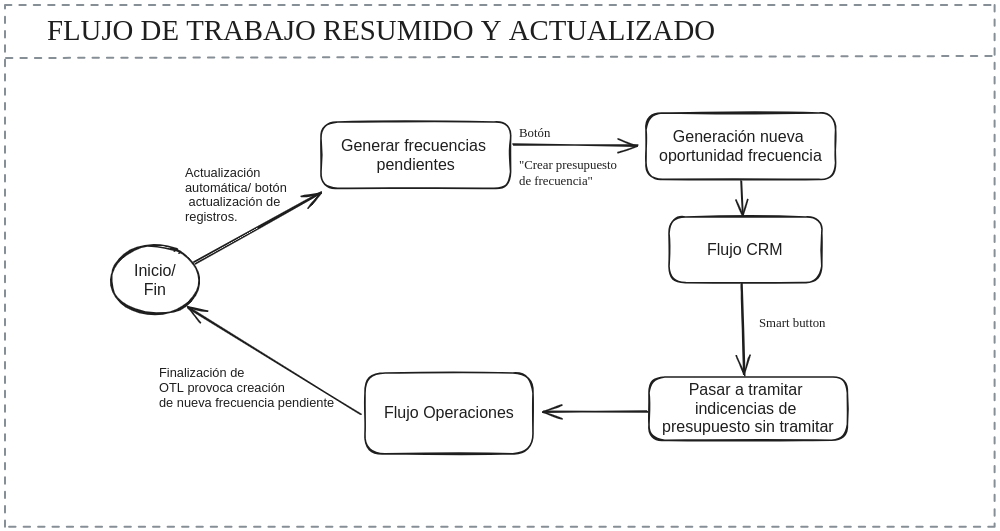 FLUJO DE TRABAJO RESUMIDO Y ACTUALIZADO
Generar frecuencias
pendientes
Botón
"Crear presupuesto
de frecuencia"
Generación nueva
oportunidad frecuencia
Actualización
automática/ botón
actualización de
registros.
Flujo CRM
Inicio/
Fin
Smart button
Finalización de
OTL provoca creación
de nueva frecuencia pendiente
Flujo Operaciones
Pasar a tramitar
indicencias de
presupuesto sin tramitar